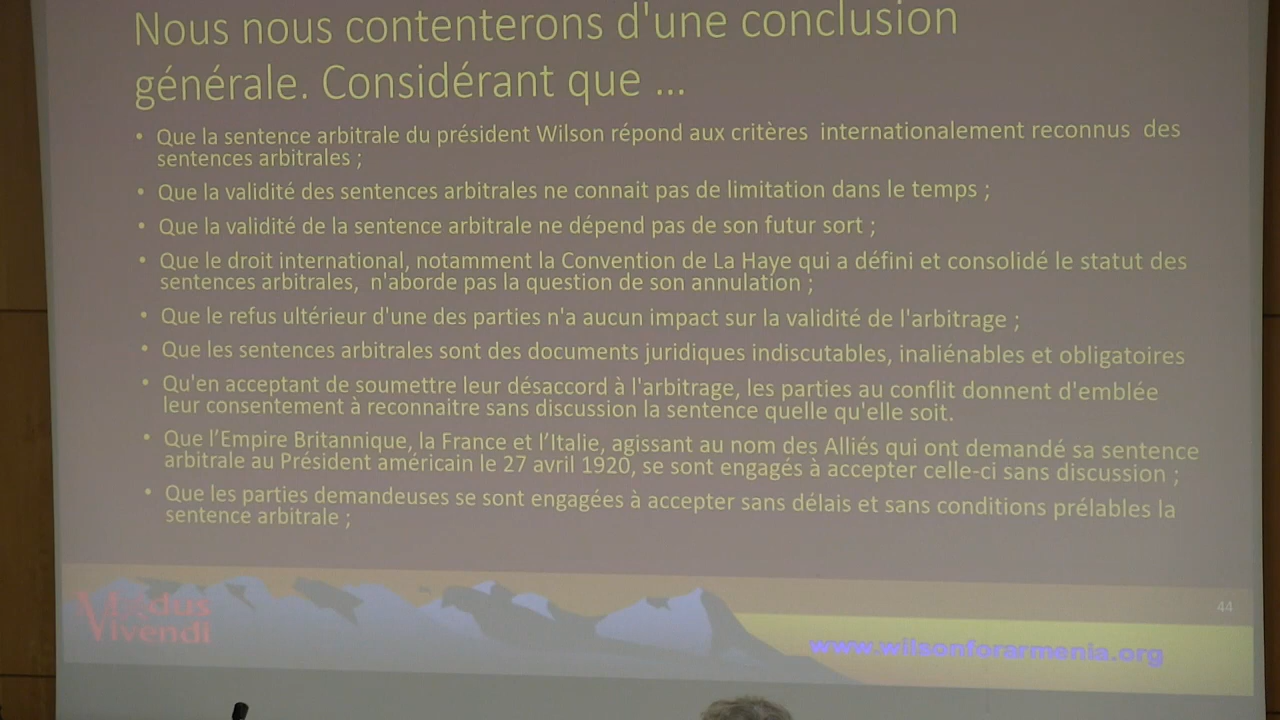 Nous nous contenterons d'une conclusion
générale. Considérant que ...
• Que la sentence arbitrale du président Wilson répond aux critères internationalement reconnus des
sentences arbitrales ;
• Que la validité des sentences arbitrales ne connait pas de limitation dans le temps ;
• Que la validité de la sentence arbitrale ne dépend pas de son futur sort ;
• Que le droit international, notamment la Convention de La Haye qui a défini et consolidé le statut des
sentences arbitrales, n'aborde pas la question de son annulation ;
• Que le refus ultérieur d'une des parties n'a aucun impact sur la validité de l'arbitrage ;
• Que les sentences arbitrales sont des documents juridiques indiscutables, inaliénables et obligatoires
• Qu'en acceptant de soumettre leur désaccord à l'arbitrage, les parties au conflit donnent d'emblée
leur consentement à reconnaitre sans discussion la sentence quelle qu'elle soit.
• Que l’Empire Britannique, la France et l’Italie, agissant au nom des Alliés qui ont demandé sa sentence
arbitrale au Président américain le 27 avril 1920, se sont engagés à accepter celle-ci sans discussion ;
• Que les parties demandeuses se sont engagées à accepter sans délais et sans conditions prélables la
sentence arbitrale ;
44
Modus
Vivendi
www.wilsonforarmenia.org